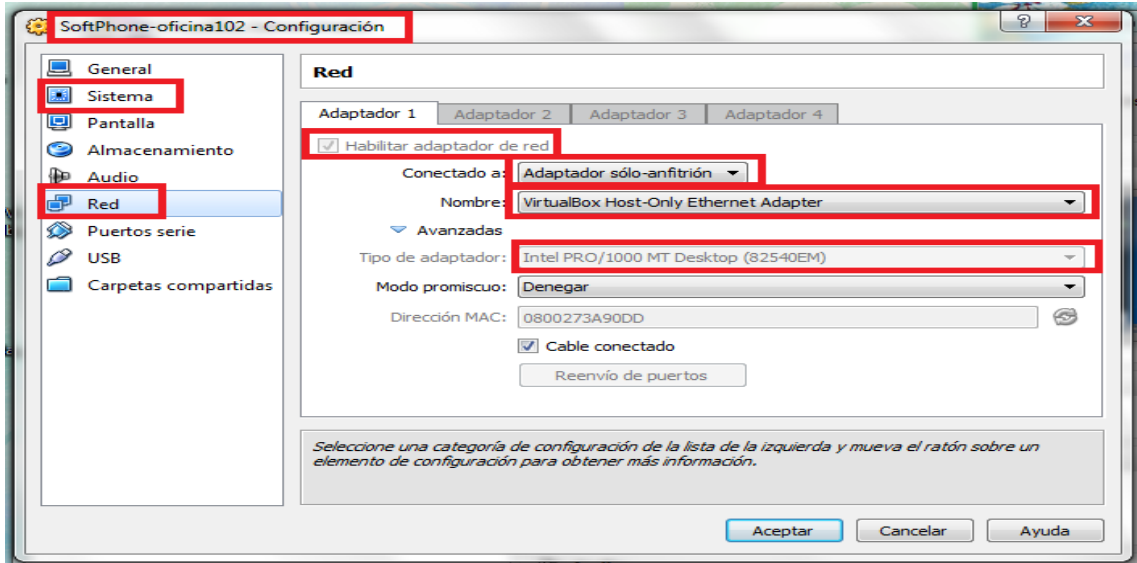 SoftPhone-oficina102 - Configuración
General
Sistema
Pantalla
Almacenamiento
Audio
Red
Puertos serie
USB
Carpetas compartidas
Red
Adaptador 1 Adaptador 2 Adaptador 3 Adaptador 4
Habilitar adaptador de red
Conectado a: Adaptador sólo-anfitrión
Nombre: VirtualBox Host-Only Ethernet Adapter
Avanzadas
Tipo de adaptador: Intel PRO/1000 MT Desktop (82540EM)
Modo promiscuo: Denegar
Dirección MAC: 0800273A90DD
Cable conectado
Reenvío de puertos
Seleccione una categoría de configuración de la lista de la izquierda y mueva el ratón sobre un
elemento de configuración para obtener más información.
Aceptar Cancelar Ayuda